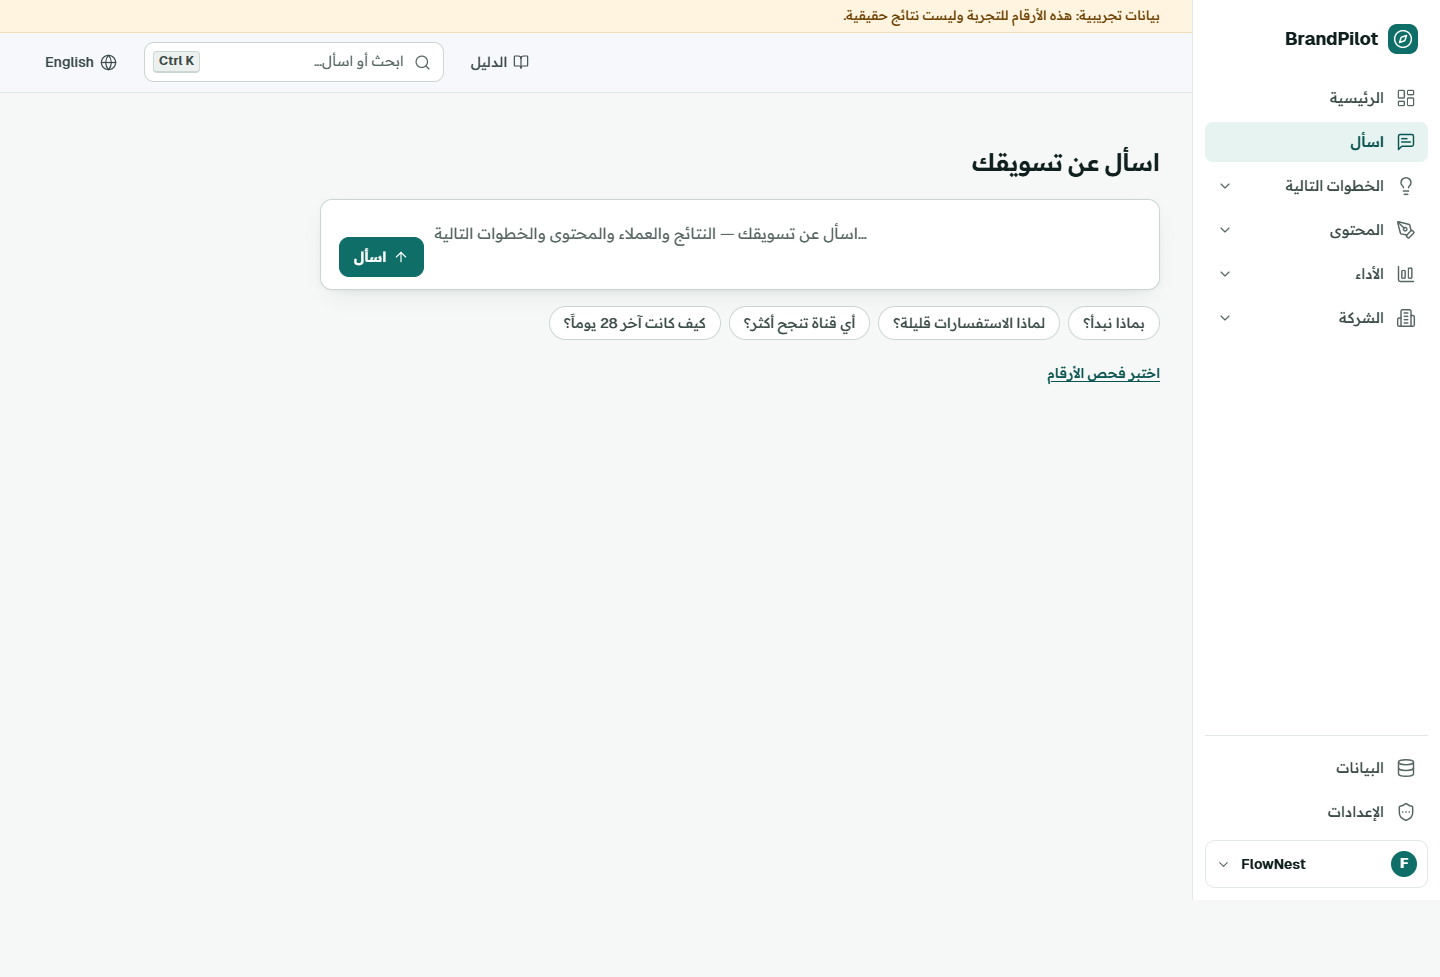 بيانات تجريبية: هذه الأرقام للتجربة وليست نتائج حقيقية.
BrandPilot
الرئيسية
اسأل
الخطوات التالية
المحتوى
الأداء
الشركة
البيانات
الإعدادات
F FlowNest
الدليل
ابحث أو اسأل... Ctrl K
English
اسأل عن تسويقك
اسأل عن تسويقك — النتائج والعملاء والمحتوى والخطوات التالية...
اسأل
بماذا نبدأ؟ لماذا الاستفسارات قليلة؟ أي قناة تنجح أكثر؟ كيف كانت آخر 28 يوماً؟
اختبر فحص الأرقام